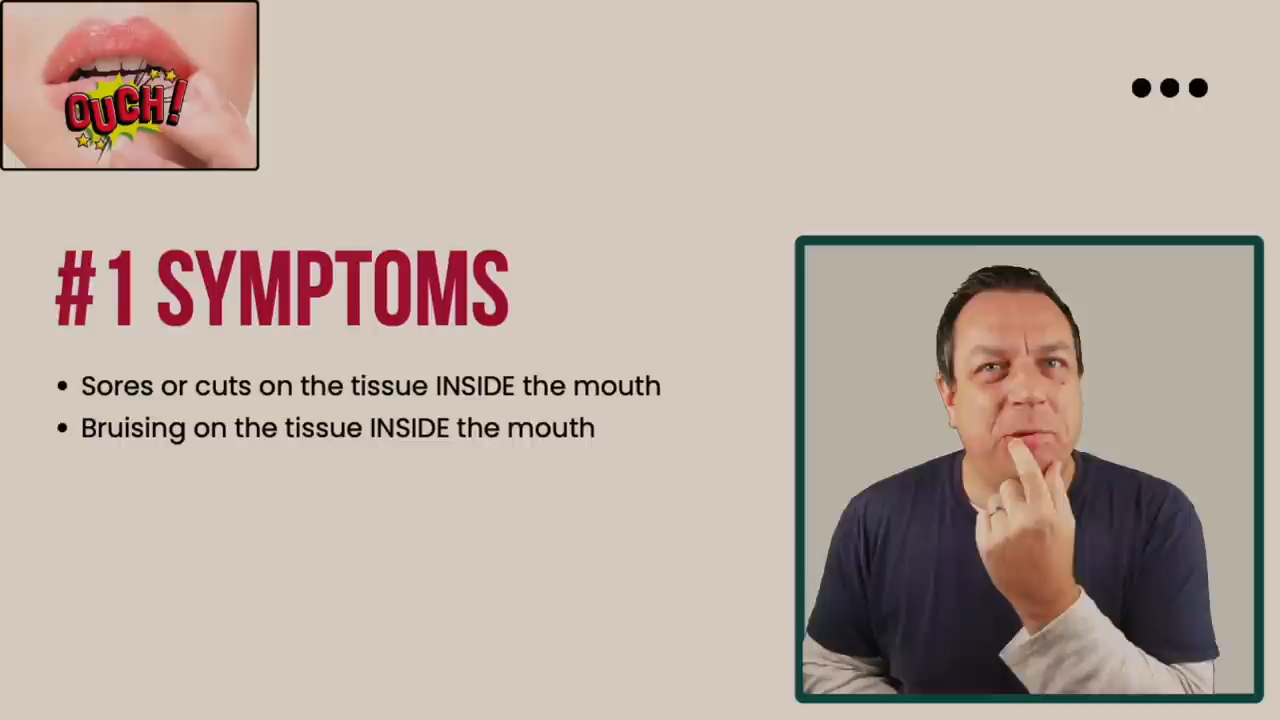 OUCH!
#1 SYMPTOMS
• Sores or cuts on the tissue INSIDE the mouth
• Bruising on the tissue INSIDE the mouth